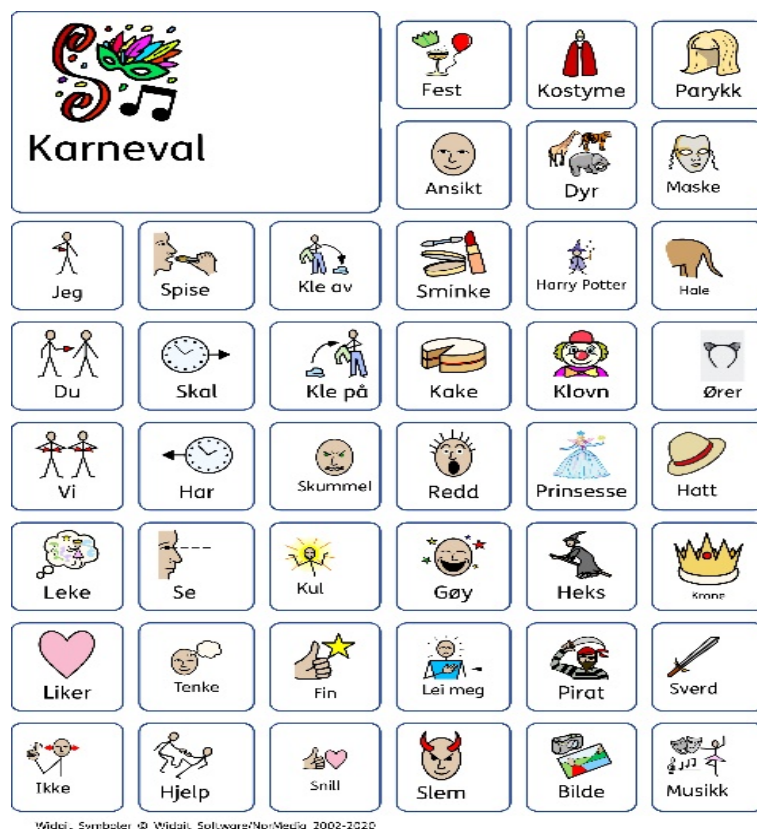 Karneval
Fest
Kostyme
Parykk
Ansikt
Dyr
Maske
Jeg
Spise
Kle av
Sminke
Harry Potter
Hale
Du
Skal
Kle på
Kake
Klovn
Ører
Vi
Har
Skummel
Redd
Prinsesse
Hatt
Leke
Se
Kul
Gøy
Heks
Krone
Liker
Tenke
Fin
Lei meg
Pirat
Sverd
Ikke
Hjelp
Snill
Slem
Bilde
Musikk
Widgit Symboler © Widgit Software/NorMedia 2002-2020